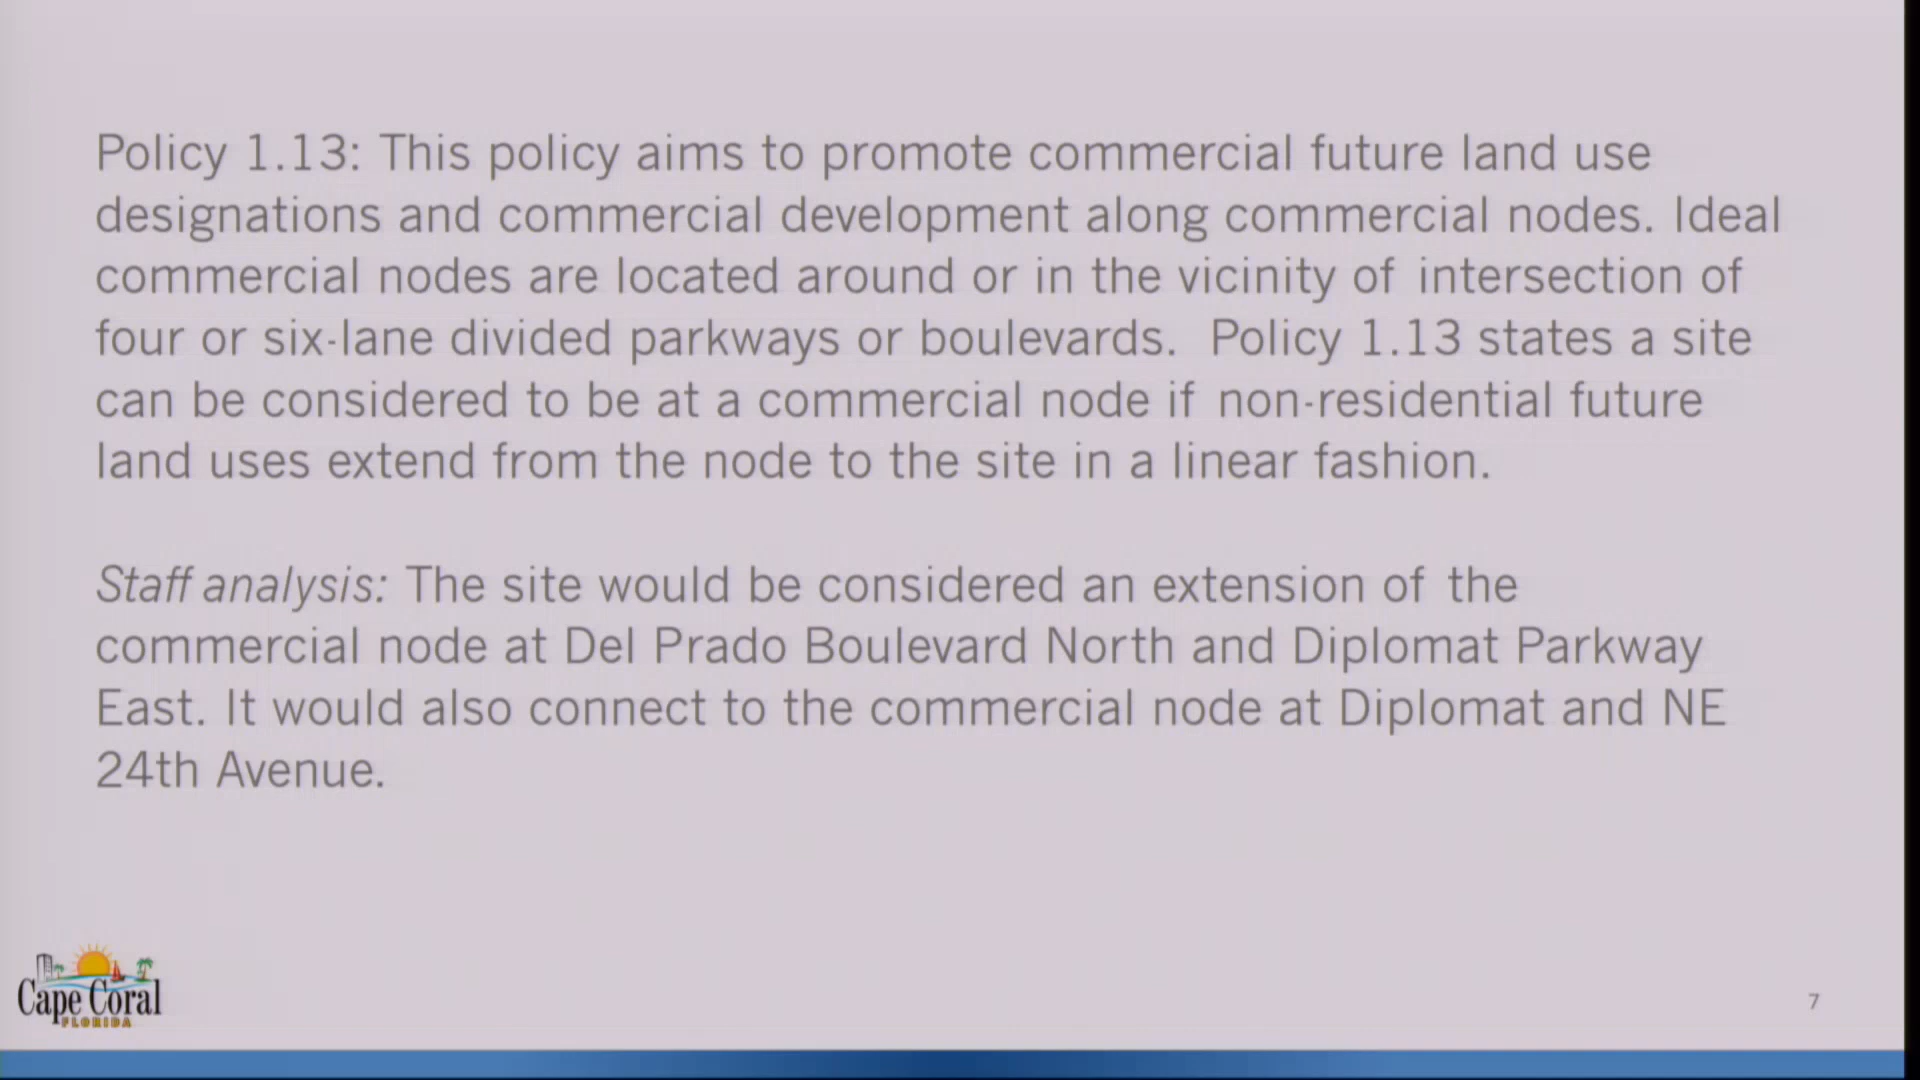 Policy 1.13: This policy aims to promote commercial future land use
designations and commercial development along commercial nodes. Ideal
commercial nodes are located around or in the vicinity of intersection of
four or six-lane divided parkways or boulevards. Policy 1.13 states a site
can be considered to be at a commercial node if non-residential future
land uses extend from the node to the site in a linear fashion.
Staff analysis: The site would be considered an extension of the
commercial node at Del Prado Boulevard North and Diplomat Parkway
East. It would also connect to the commercial node at Diplomat and NE
24th Avenue.
Cape Coral
FLORIDA
7